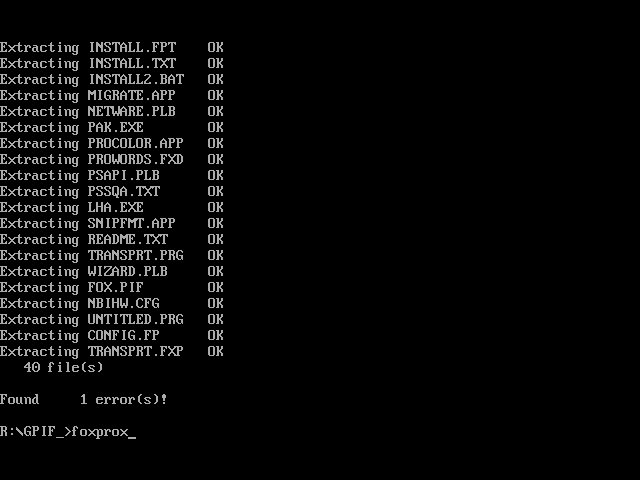 Extracting INSTALL.FPT OK
Extracting INSTALL.TXT OK
Extracting INSTALL2.BAT OK
Extracting MIGRATE.APP OK
Extracting NETWARE.PLB OK
Extracting PAK.EXE OK
Extracting PROCOLOR.APP OK
Extracting PROWORDS.FXD OK
Extracting PSAPI.PLB OK
Extracting PSSQA.TXT OK
Extracting LHA.EXE OK
Extracting SNIPFMT.APP OK
Extracting README.TXT OK
Extracting TRANSPRT.PRG OK
Extracting WIZARD.PLB OK
Extracting FOX.PIF OK
Extracting NBIHW.CFG OK
Extracting UNTITLED.PRG OK
Extracting CONFIG.FP OK
Extracting TRANSPRT.FXP OK
40 file(s)
Found 1 error(s)!
R:\GPIF_>foxprox_